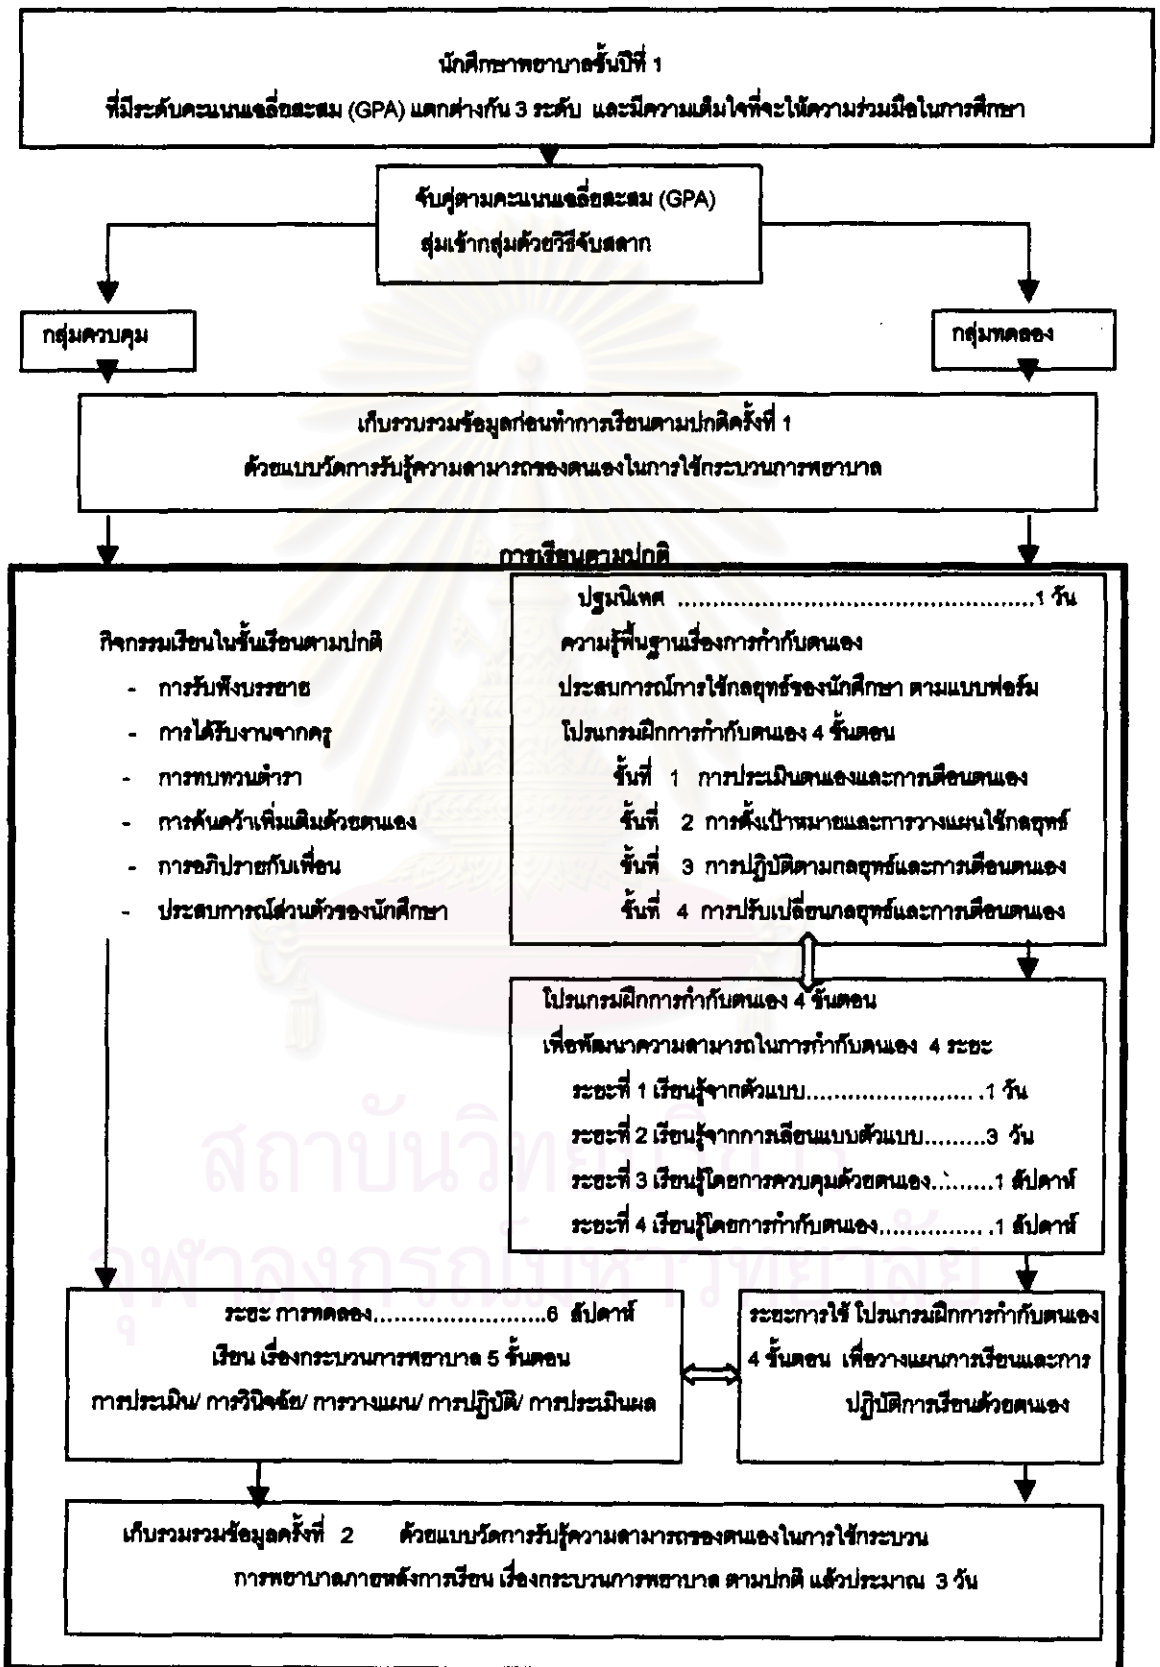 นักศึกษาพยาบาลชั้นปีที่ 1
ที่มีระดับคะแนนเฉลี่ยสะสม (GPA) แตกต่างกัน 3 ระดับ และมีความเต็มใจที่จะให้ความร่วมมือในการศึกษา
จับคู่ตามคะแนนเฉลี่ยสะสม (GPA)
สุ่มเข้ากลุ่มด้วยวิธีจับสลาก
กลุ่มควบคุม
กลุ่มทดลอง
เก็บรวบรวมข้อมูลก่อนทำการเรียนตามปกติครั้งที่ 1
ด้วยแบบวัดการรับรู้ความสามารถของตนเองในการใช้กระบวนการพยาบาล
การเรียนตามปกติ
กิจกรรมเรียนในชั้นเรียนตามปกติ
- การรับฟังบรรยาย
- การได้รับงานจากครู
- การทบทวนตำรา
- การค้นคว้าเพิ่มเติมด้วยตนเอง
- การอภิปรายกับเพื่อน
- ประสบการณ์ส่วนตัวของนักศึกษา
ปฐมนิเทศ ..................................................1 วัน
ความรู้พื้นฐานเรื่องการกำกับตนเอง
ประสบการณ์การใช้กลยุทธ์ของนักศึกษา ตามแบบฟอร์ม
โปรแกรมฝึกการกำกับตนเอง 4 ขั้นตอน
ขั้นที่ 1 การประเมินตนเองและการเตือนตนเอง
ขั้นที่ 2 การตั้งเป้าหมายและการวางแผนใช้กลยุทธ์
ขั้นที่ 3 การปฏิบัติตามกลยุทธ์และการเตือนตนเอง
ขั้นที่ 4 การปรับเปลี่ยนกลยุทธ์และการเตือนตนเอง
โปรแกรมฝึกการกำกับตนเอง 4 ขั้นตอน
เพื่อพัฒนาความสามารถในการกำกับตนเอง 4 ระยะ
ระยะที่ 1 เรียนรู้จากตัวแบบ..........................1 วัน
ระยะที่ 2 เรียนรู้จากการเลียนแบบตัวแบบ.........3 วัน
ระยะที่ 3 เรียนรู้โดยการควบคุมด้วยตนเอง.........1 สัปดาห์
ระยะที่ 4 เรียนรู้โดยการกำกับตนเอง................1 สัปดาห์
สถาบันวิทยบริการ
จุฬาลงกรณ์มหาวิทยาลัย
ระยะ การทดลอง.........................6 สัปดาห์
เรียน เรื่องกระบวนการพยาบาล 5 ขั้นตอน
การประเมิน/ การวินิจฉัย/ การวางแผน/ การปฏิบัติ/ การประเมินผล
ระยะการใช้ โปรแกรมฝึกการกำกับตนเอง
4 ขั้นตอน เพื่อวางแผนการเรียนและการ
ปฏิบัติการเรียนด้วยตนเอง
เก็บรวมรวมข้อมูลครั้งที่ 2 ด้วยแบบวัดการรับรู้ความสามารถของตนเองในการใช้กระบวน
การพยาบาลภายหลังการเรียน เรื่องกระบวนการพยาบาล ตามปกติ แล้วประมาณ 3 วัน